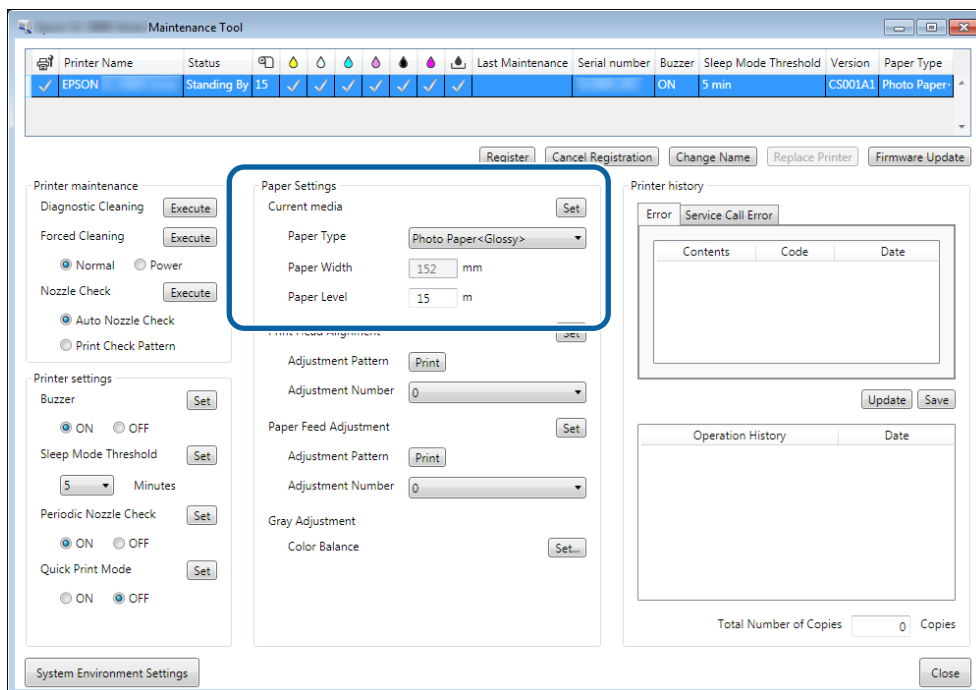 Maintenance Tool
Printer Name Status Last Maintenance Serial number Buzzer Sleep Mode Threshold Version Paper Type
EPSON Standing By 15 ON 5 min CS001A1 Photo Paper
Register Cancel Registration Change Name Replace Printer Firmware Update
Printer maintenance
Diagnostic Cleaning Execute
Forced Cleaning Execute
Normal Power
Nozzle Check Execute
Auto Nozzle Check
Print Check Pattern
Printer settings
Buzzer Set
ON OFF
Sleep Mode Threshold Set
5 Minutes
Periodic Nozzle Check Set
ON OFF
Quick Print Mode Set
ON OFF
Paper Settings
Current media Set
Paper Type Photo Paper<Glossy>
Paper Width 152 mm
Paper Level 15 m
Print Head Alignment Set
Adjustment Pattern Print
Adjustment Number 0
Paper Feed Adjustment Set
Adjustment Pattern Print
Adjustment Number 0
Gray Adjustment
Color Balance Set...
Printer history
Error Service Call Error
Contents Code Date
Update Save
Operation History Date
Total Number of Copies 0 Copies
System Environment Settings Close